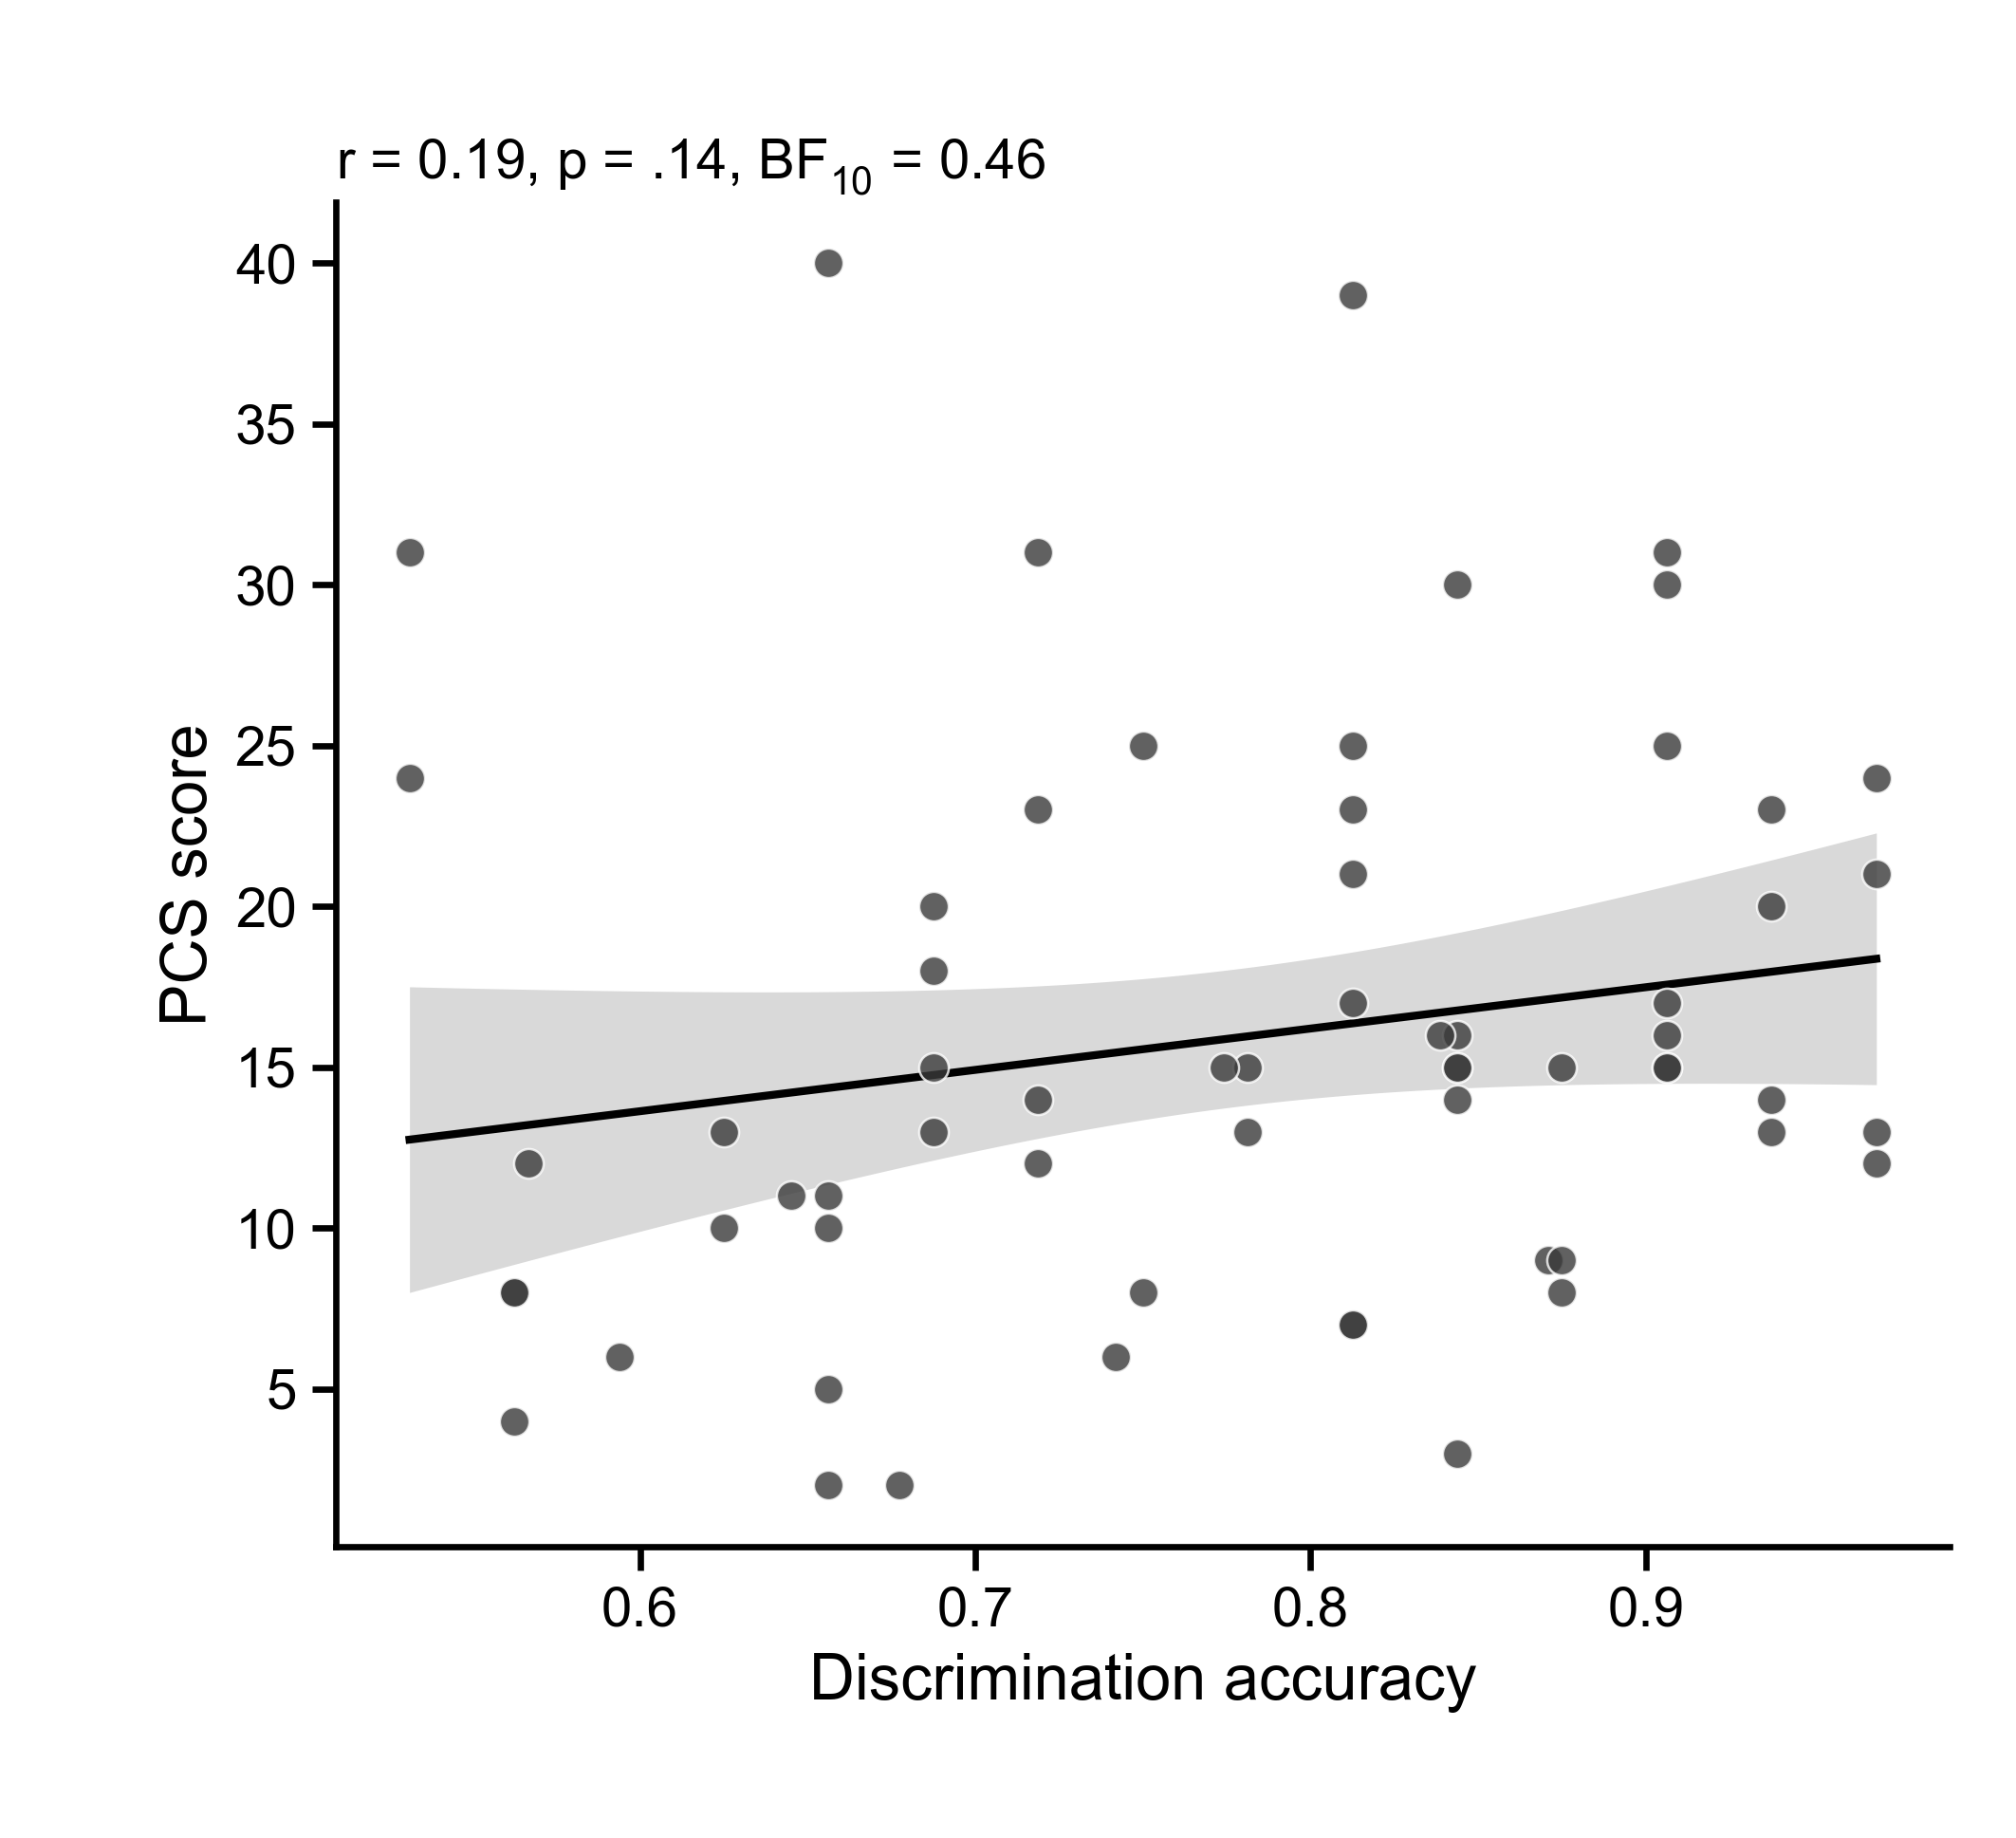 r = 0.19, p = .14, BF₁₀ = 0.46
40
35
30
25
20
15
10
5
PCS score
0.6 0.7 0.8 0.9
Discrimination accuracy